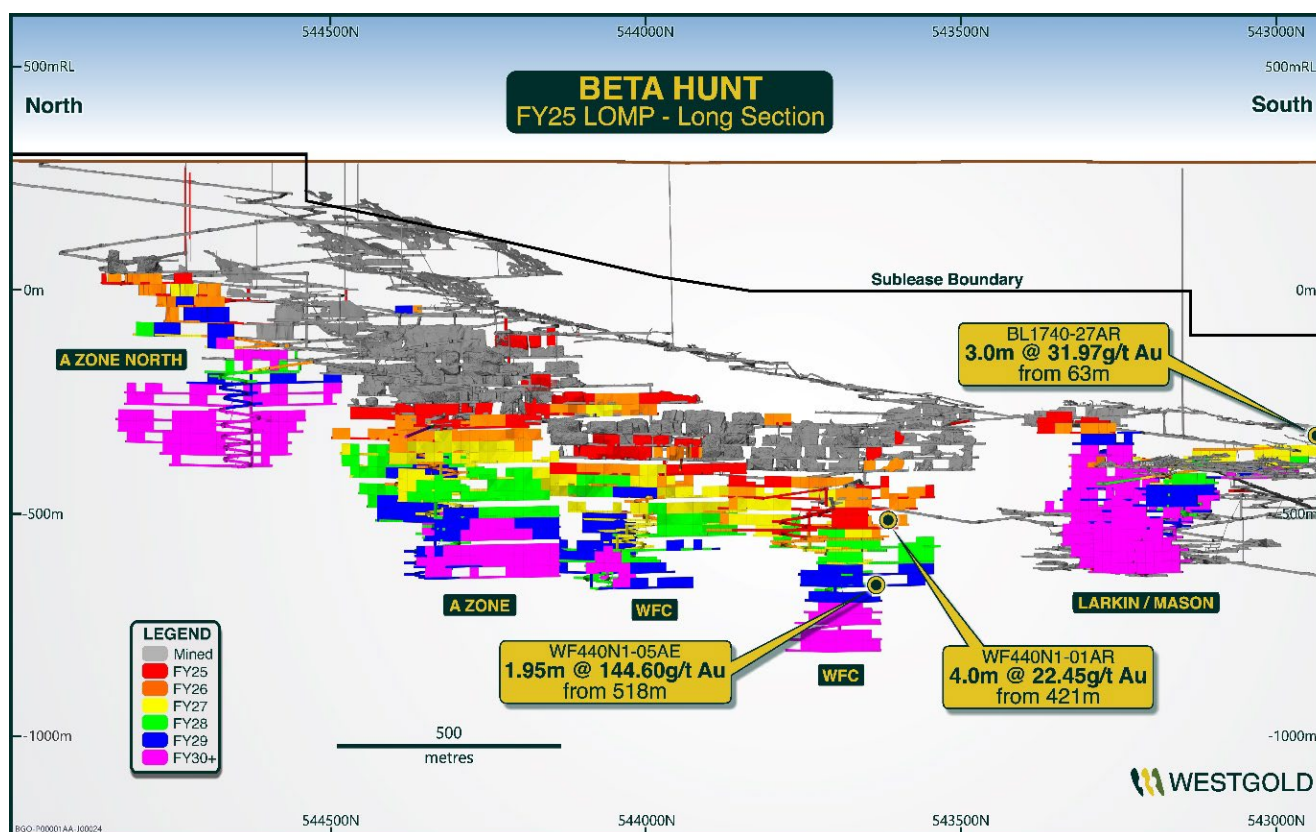 544500N 544000N 543500N 543000N
500mRL 500mRL
North South
BETA HUNT
FY25 LOMP - Long Section
Sublease Boundary
0m 0m
BL1740-27AR
3.0m @ 31.97g/t Au
from 63m
A ZONE NORTH
-500m -500m
A ZONE WFC LARKIN / MASON
WF440N1-05AE
1.95m @ 144.60g/t Au
from 518m
WFC
WF440N1-01AR
4.0m @ 22.45g/t Au
from 421m
LEGEND
Mined
FY25
FY26
FY27
FY28
FY29
FY30+
500
metres
-1000m -1000m
WESTGOLD
544500N 544000N 543500N 543000N
BGO-P00001AA-J00024